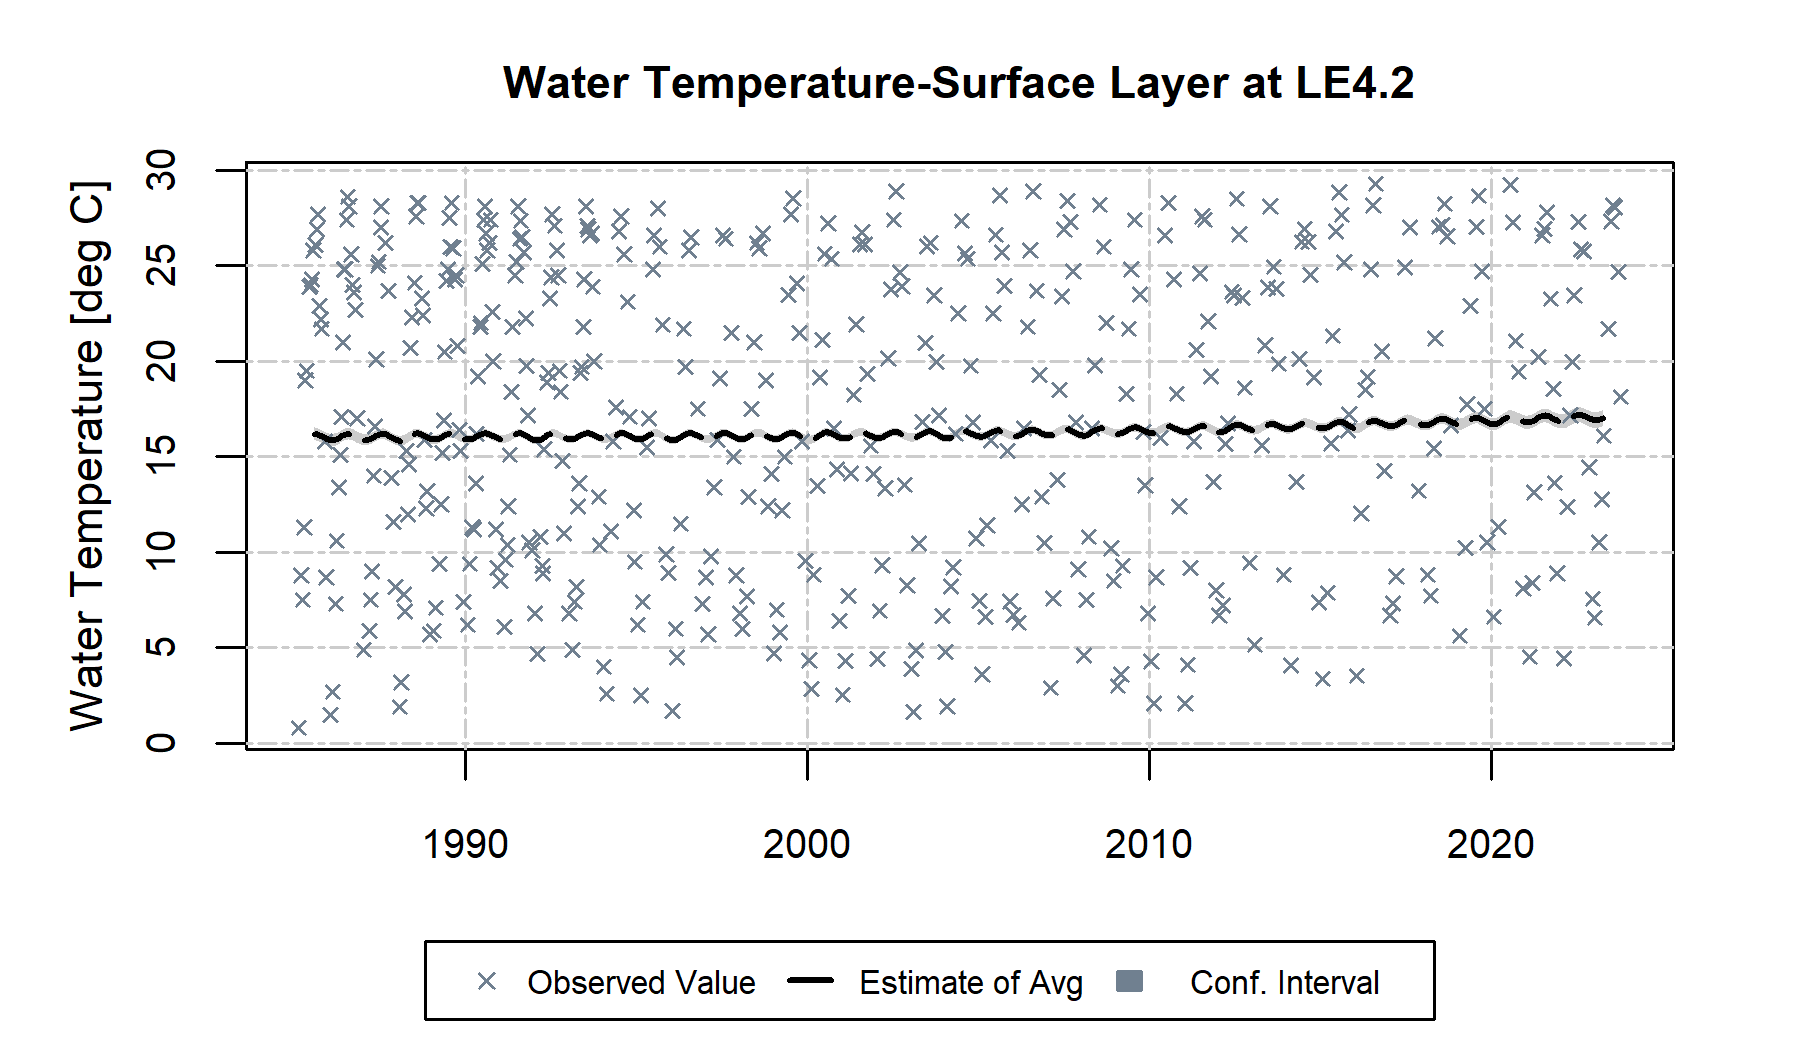 Water Temperature-Surface Layer at LE4.2
Water Temperature [deg C]
30
25
20
15
10
5
0
1990 2000 2010 2020
Observed Value Estimate of Avg Conf. Interval